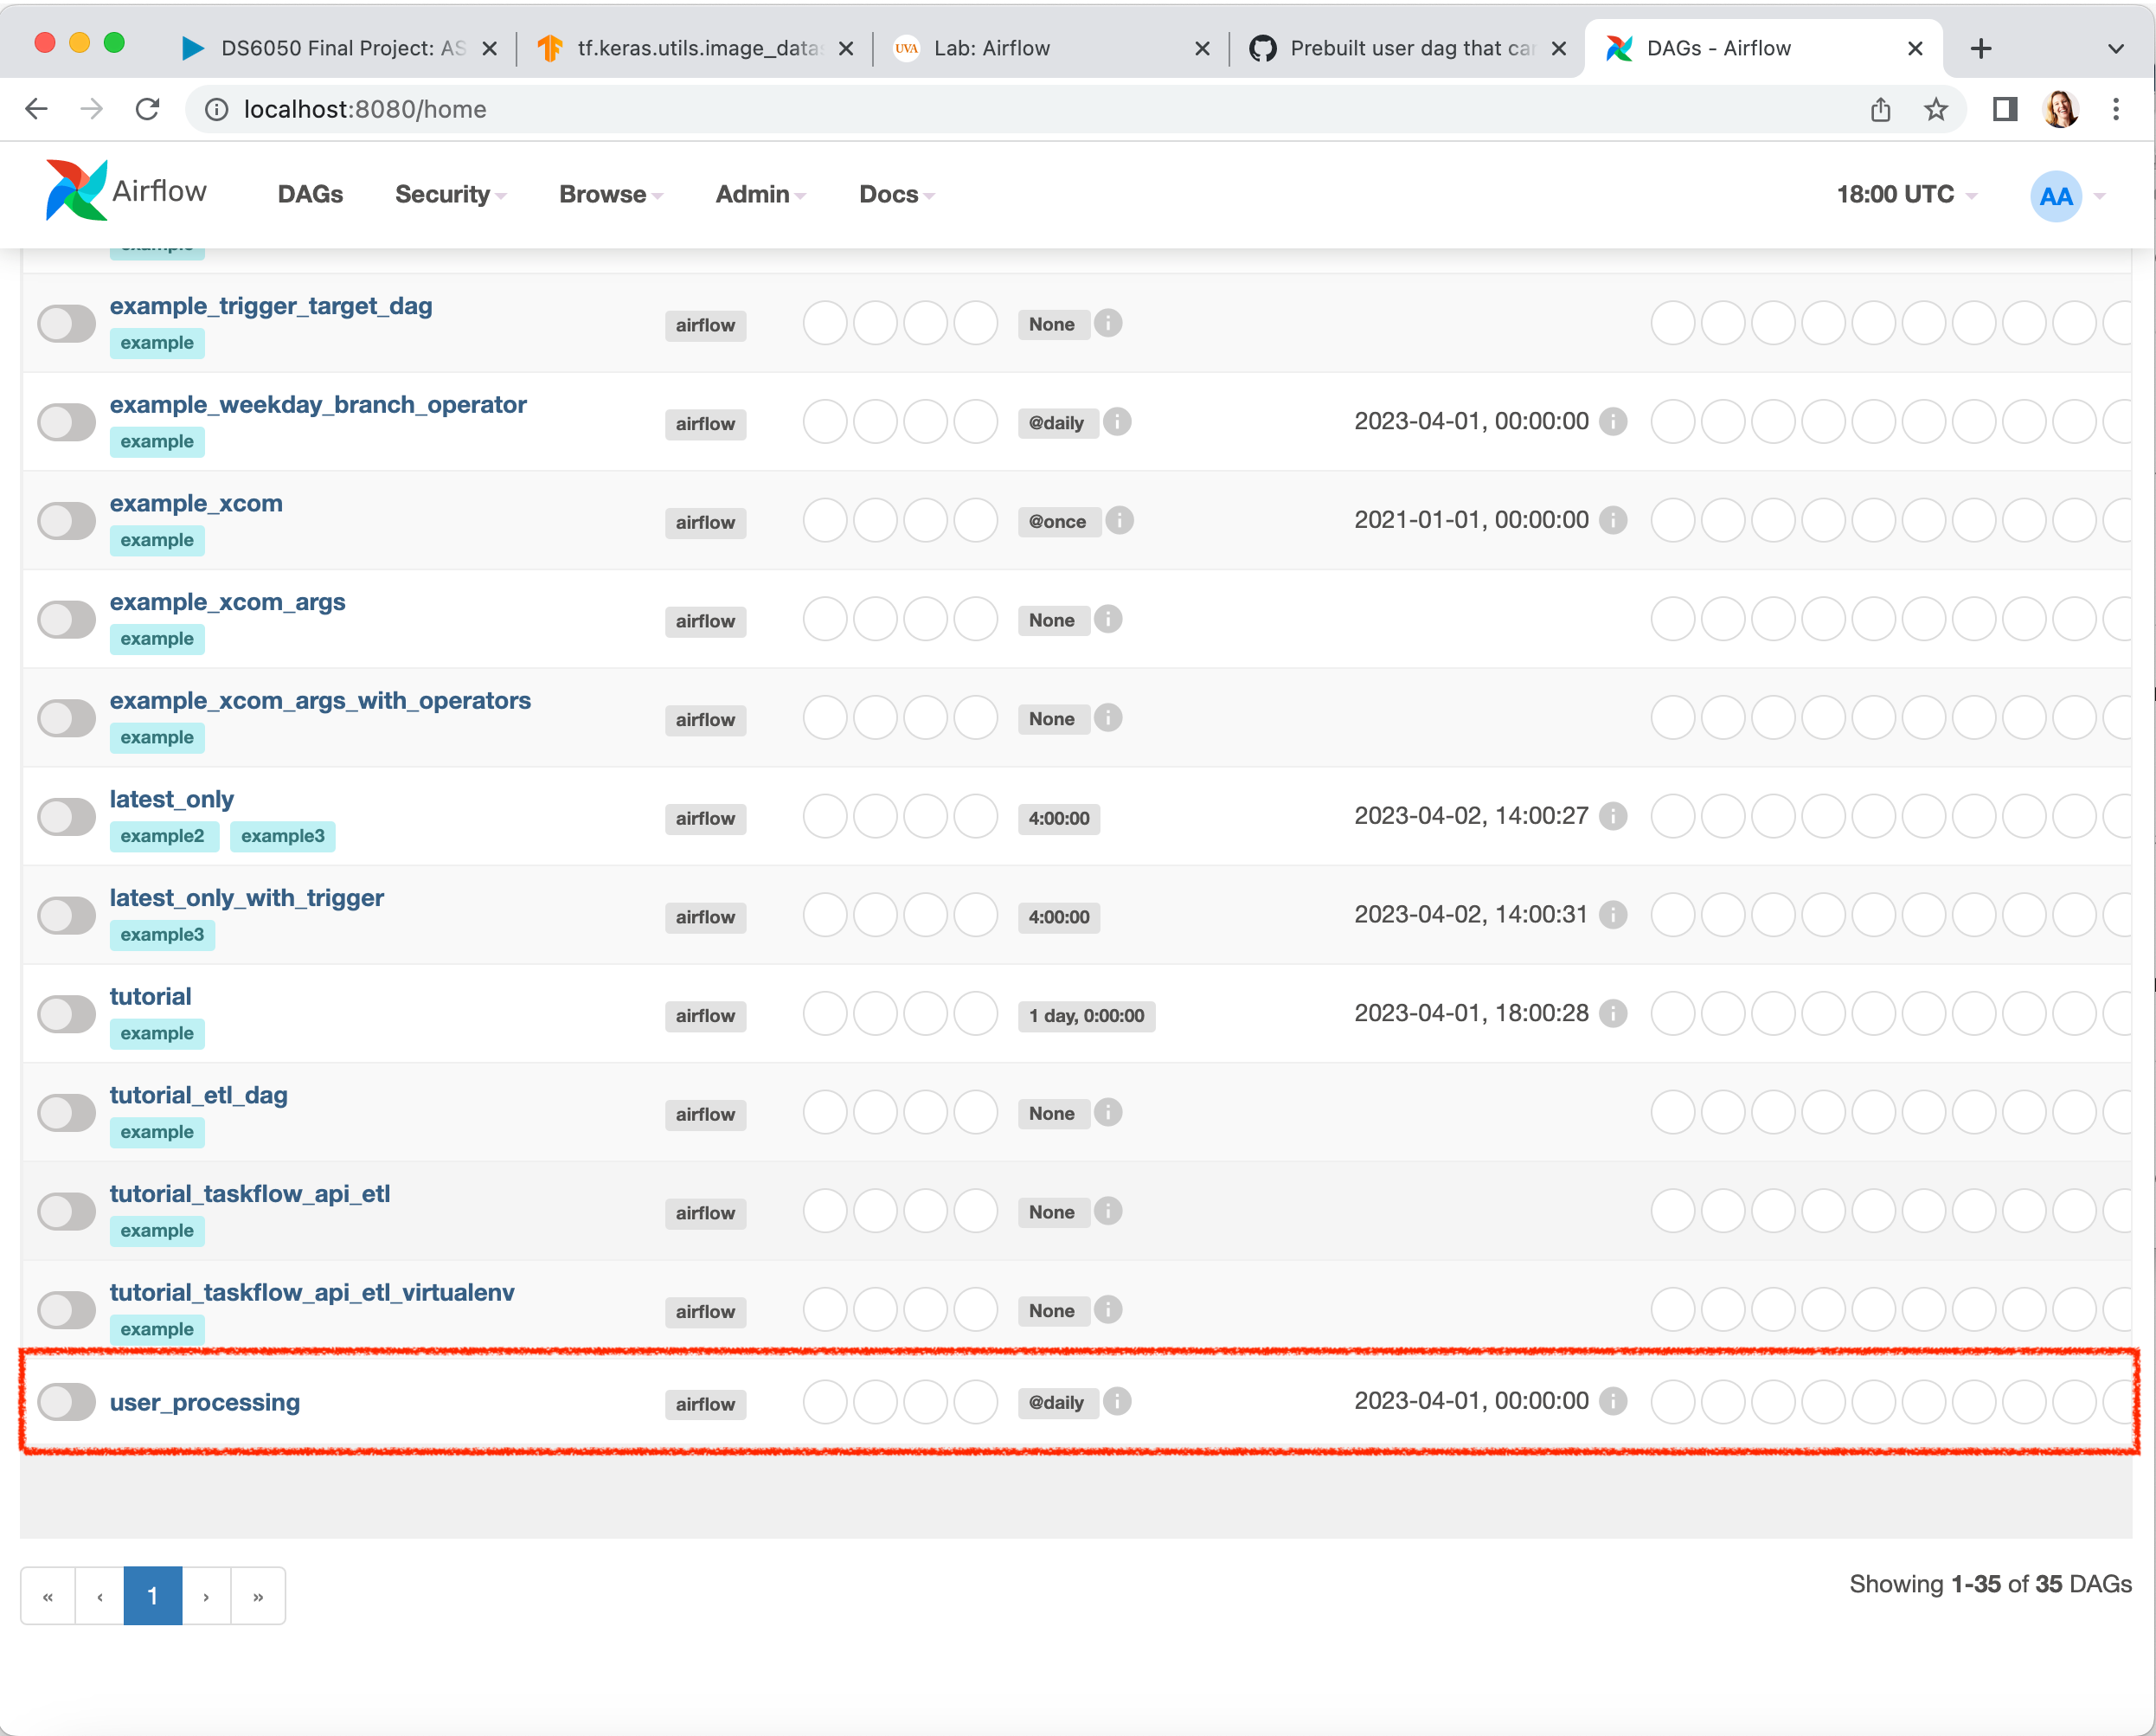 DS6050 Final Project: AS
tf.keras.utils.image_datas
UVA Lab: Airflow
Prebuilt user dag that can
DAGs - Airflow
localhost:8080/home
Airflow DAGs Security Browse Admin Docs 18:00 UTC AA
example
example_trigger_target_dag
example
airflow None
example_weekday_branch_operator
example
airflow @daily 2023-04-01, 00:00:00
example_xcom
example
airflow @once 2021-01-01, 00:00:00
example_xcom_args
example
airflow None
example_xcom_args_with_operators
example
airflow None
latest_only
example2 example3
airflow 4:00:00 2023-04-02, 14:00:27
latest_only_with_trigger
example3
airflow 4:00:00 2023-04-02, 14:00:31
tutorial
example
airflow 1 day, 0:00:00 2023-04-01, 18:00:28
tutorial_etl_dag
example
airflow None
tutorial_taskflow_api_etl
example
airflow None
tutorial_taskflow_api_etl_virtualenv
example
airflow None
user_processing airflow @daily 2023-04-01, 00:00:00
« ‹ 1 › »
Showing 1-35 of 35 DAGs